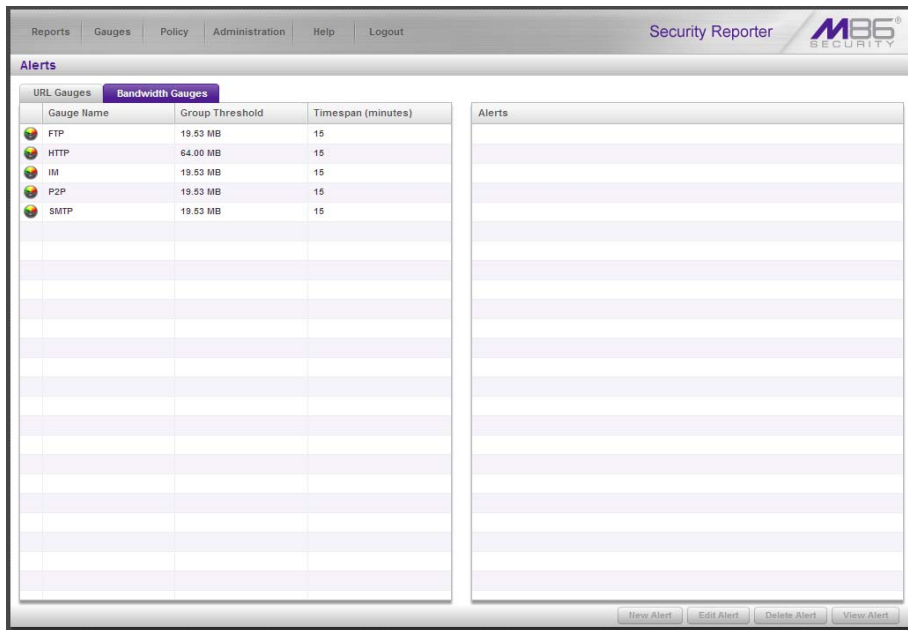 Reports Gauges Policy Administration Help Logout Security Reporter M86 SECURITY ®
Alerts
URL Gauges Bandwidth Gauges
Gauge Name Group Threshold Timespan (minutes) Alerts
FTP 19.53 MB 15
HTTP 64.00 MB 15
IM 19.53 MB 15
P2P 19.53 MB 15
SMTP 19.53 MB 15
New Alert Edit Alert Delete Alert View Alert